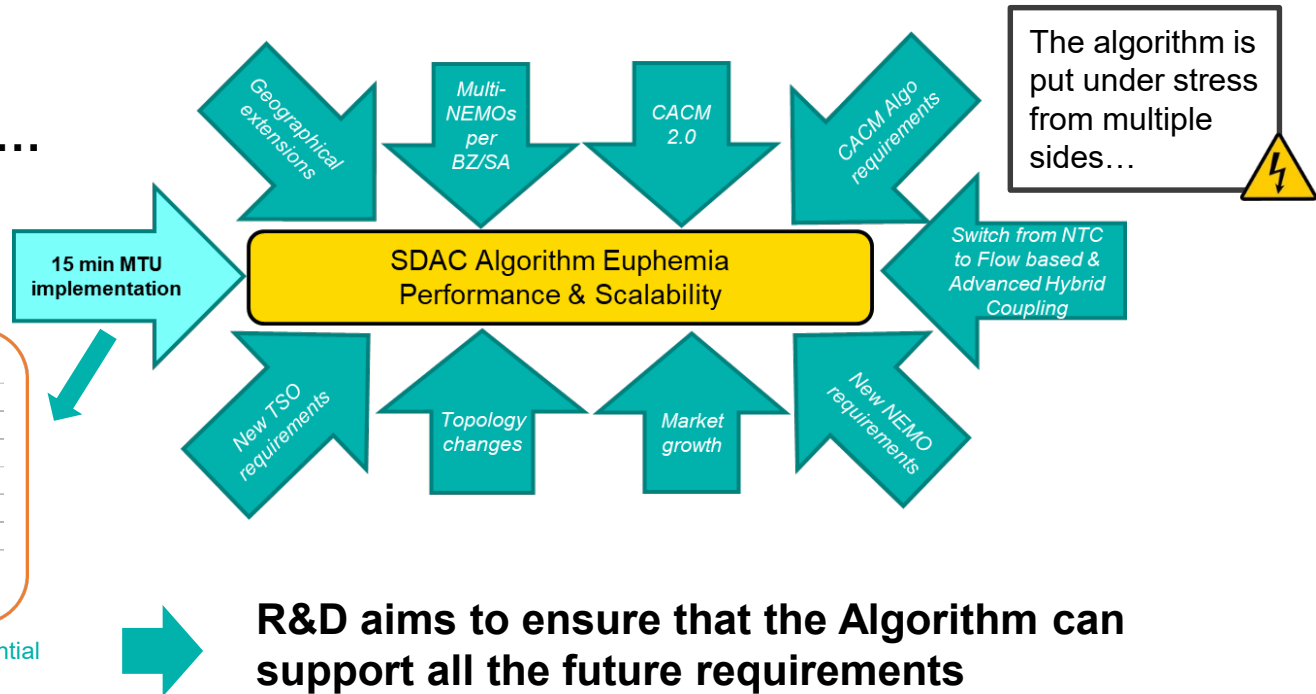 …
The algorithm is
put under stress
from multiple
sides…
Geographical
extensions
Multi-
NEMOs
per
BZ/SA
CACM
2.0
CACM Algo
requirements
15 min MTU
implementation
SDAC Algorithm Euphemia
Performance & Scalability
Switch from NTC
to Flow based &
Advanced Hybrid
Coupling
New TSO
requirements
Topology
changes
Market
growth
New NEMO
requirements
R&D aims to ensure that the Algorithm can
support all the future requirements